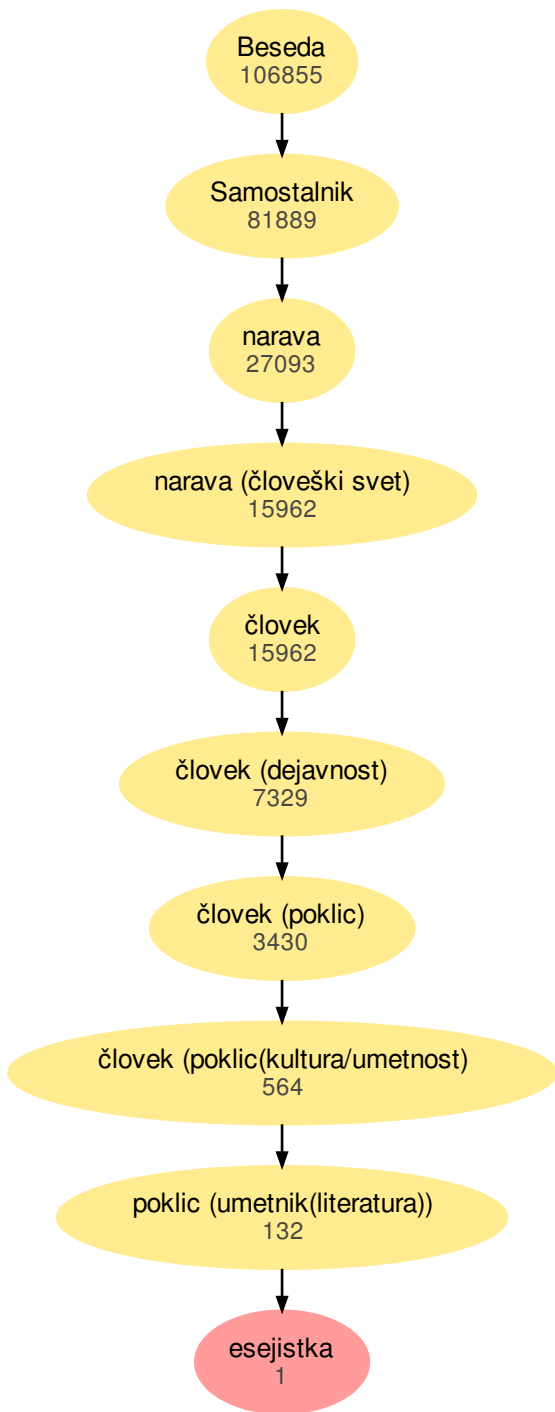 Beseda
106855
Samostalnik
81889
narava
27093
narava (človeški svet)
15962
človek
15962
človek (dejavnost)
7329
človek (poklic)
3430
človek (poklic(kultura/umetnost)
564
poklic (umetnik(literatura))
132
esejistka
1